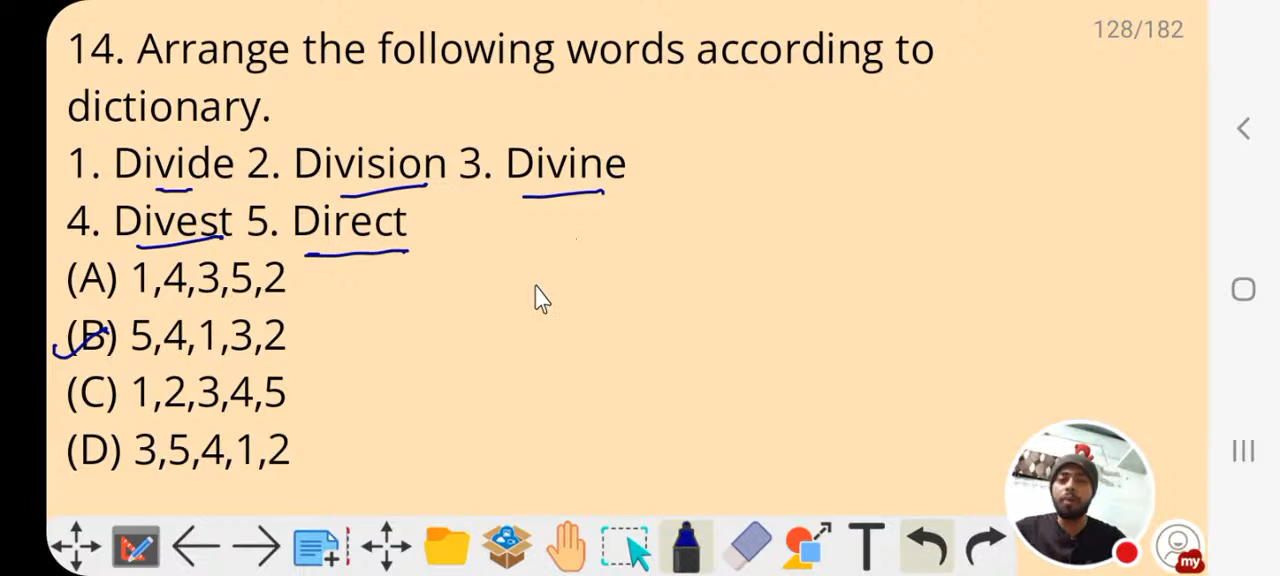 128/182
14. Arrange the following words according to
dictionary.
1. Divide 2. Division 3. Divine
4. Divest 5. Direct
(A) 1,4,3,5,2
(B) 5,4,1,3,2
(C) 1,2,3,4,5
(D) 3,5,4,1,2
T
my